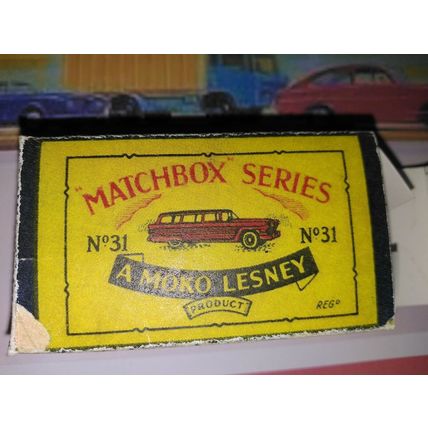 "MATCHBOX" SERIES
Nº31 Nº31
A MOKO LESNEY
PRODUCT
REGD